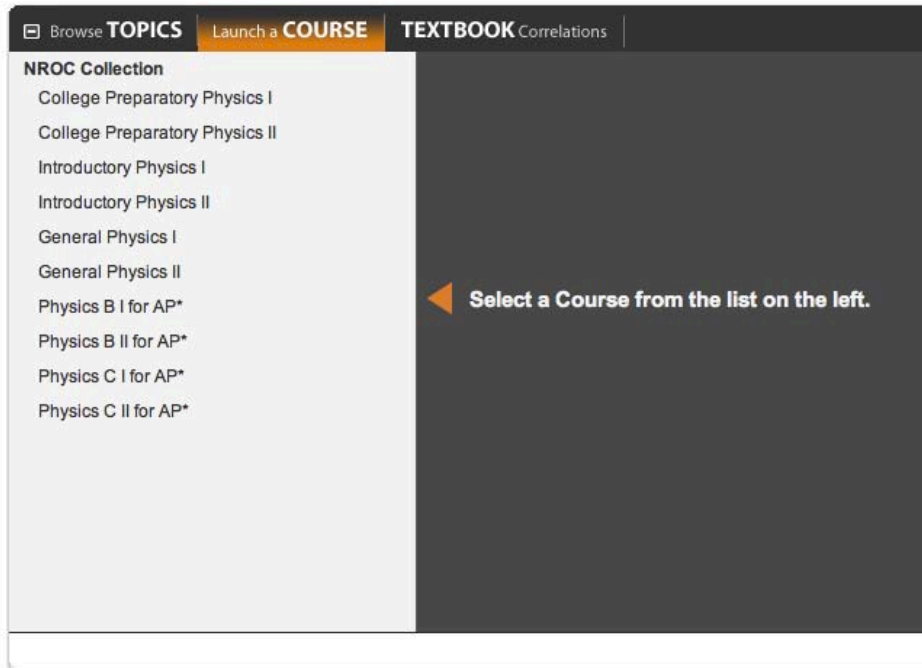 Browse TOPICS Launch a COURSE TEXTBOOK Correlations
NROC Collection
College Preparatory Physics I
College Preparatory Physics II
Introductory Physics I
Introductory Physics II
General Physics I
General Physics II
Physics B I for AP*
Physics B II for AP*
Physics C I for AP*
Physics C II for AP*
Select a Course from the list on the left.